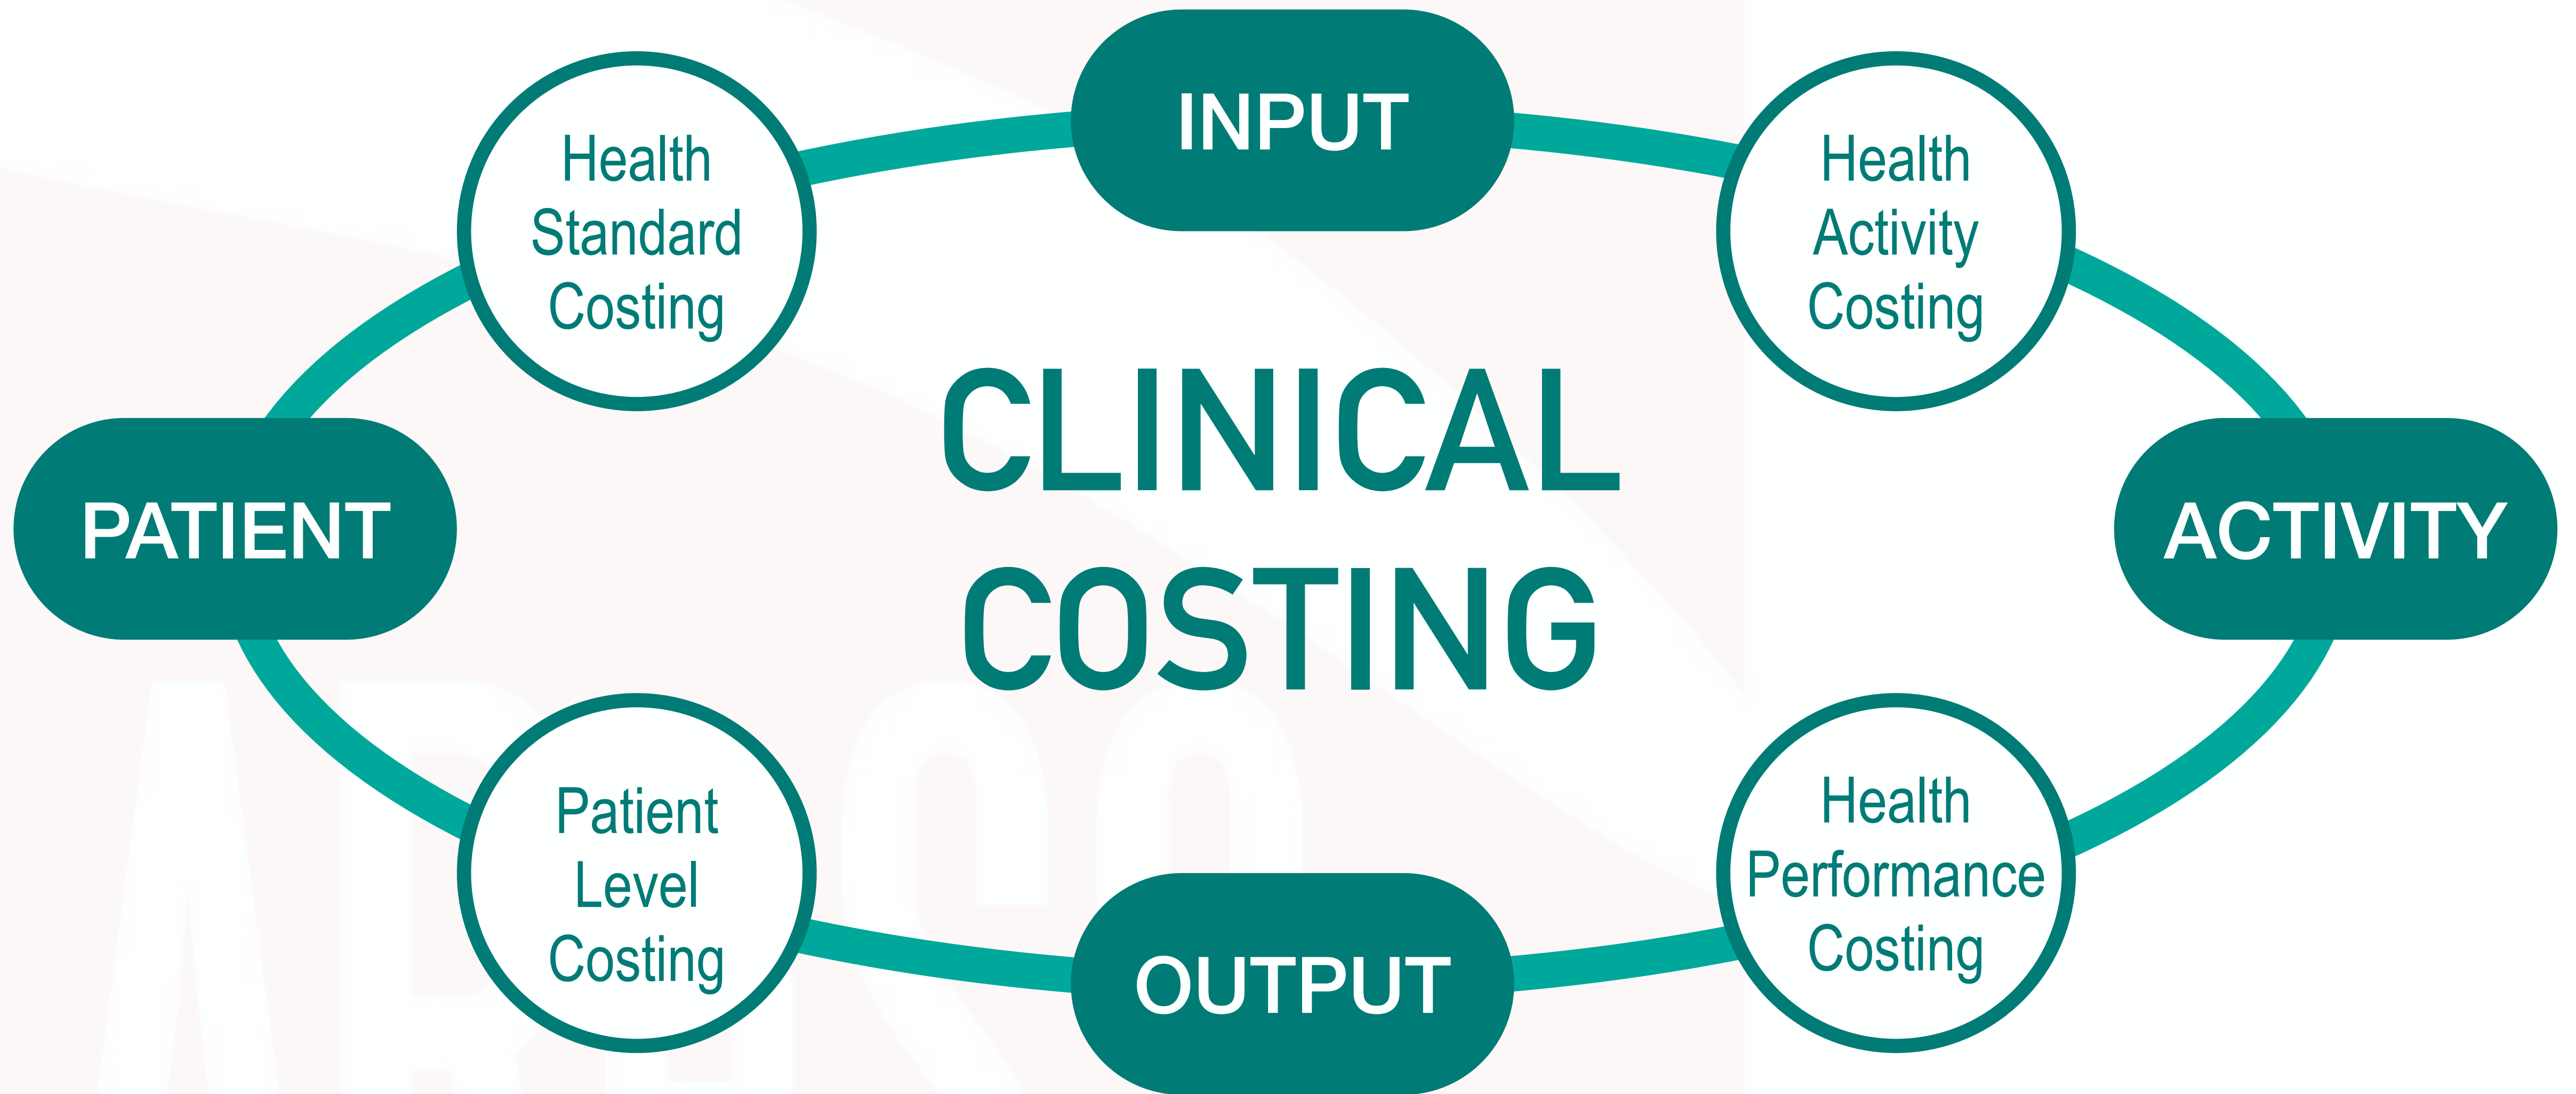 INPUT
Health
Standard
Costing
Health
Activity
Costing
CLINICAL
COSTING
PATIENT
ACTIVITY
Patient
Level
Costing
Health
Performance
Costing
OUTPUT